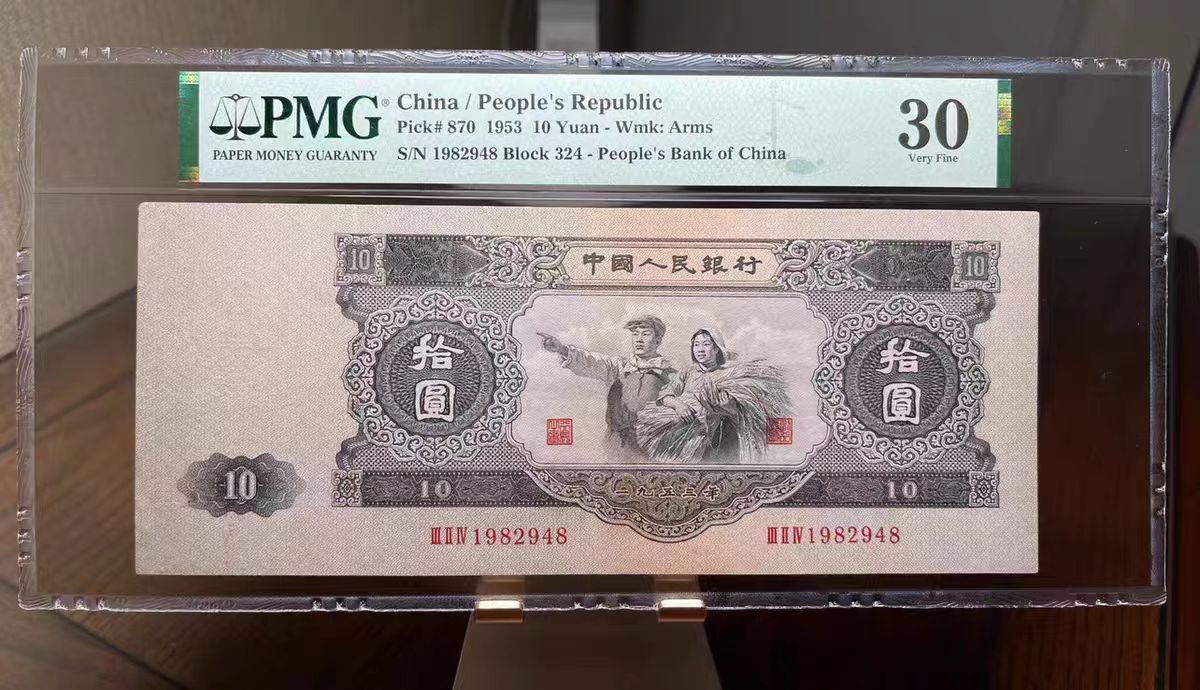 PMG®
PAPER MONEY GUARANTY
China / People's Republic
Pick# 870 1953 10 Yuan - Wmk: Arms
S/N 1982948 Block 324 - People's Bank of China
30
Very Fine
10
中國人民銀行
10
拾圓
拾圓
10
10
一九五三年
10
ⅢⅡⅣ1982948
ⅢⅡⅣ1982948